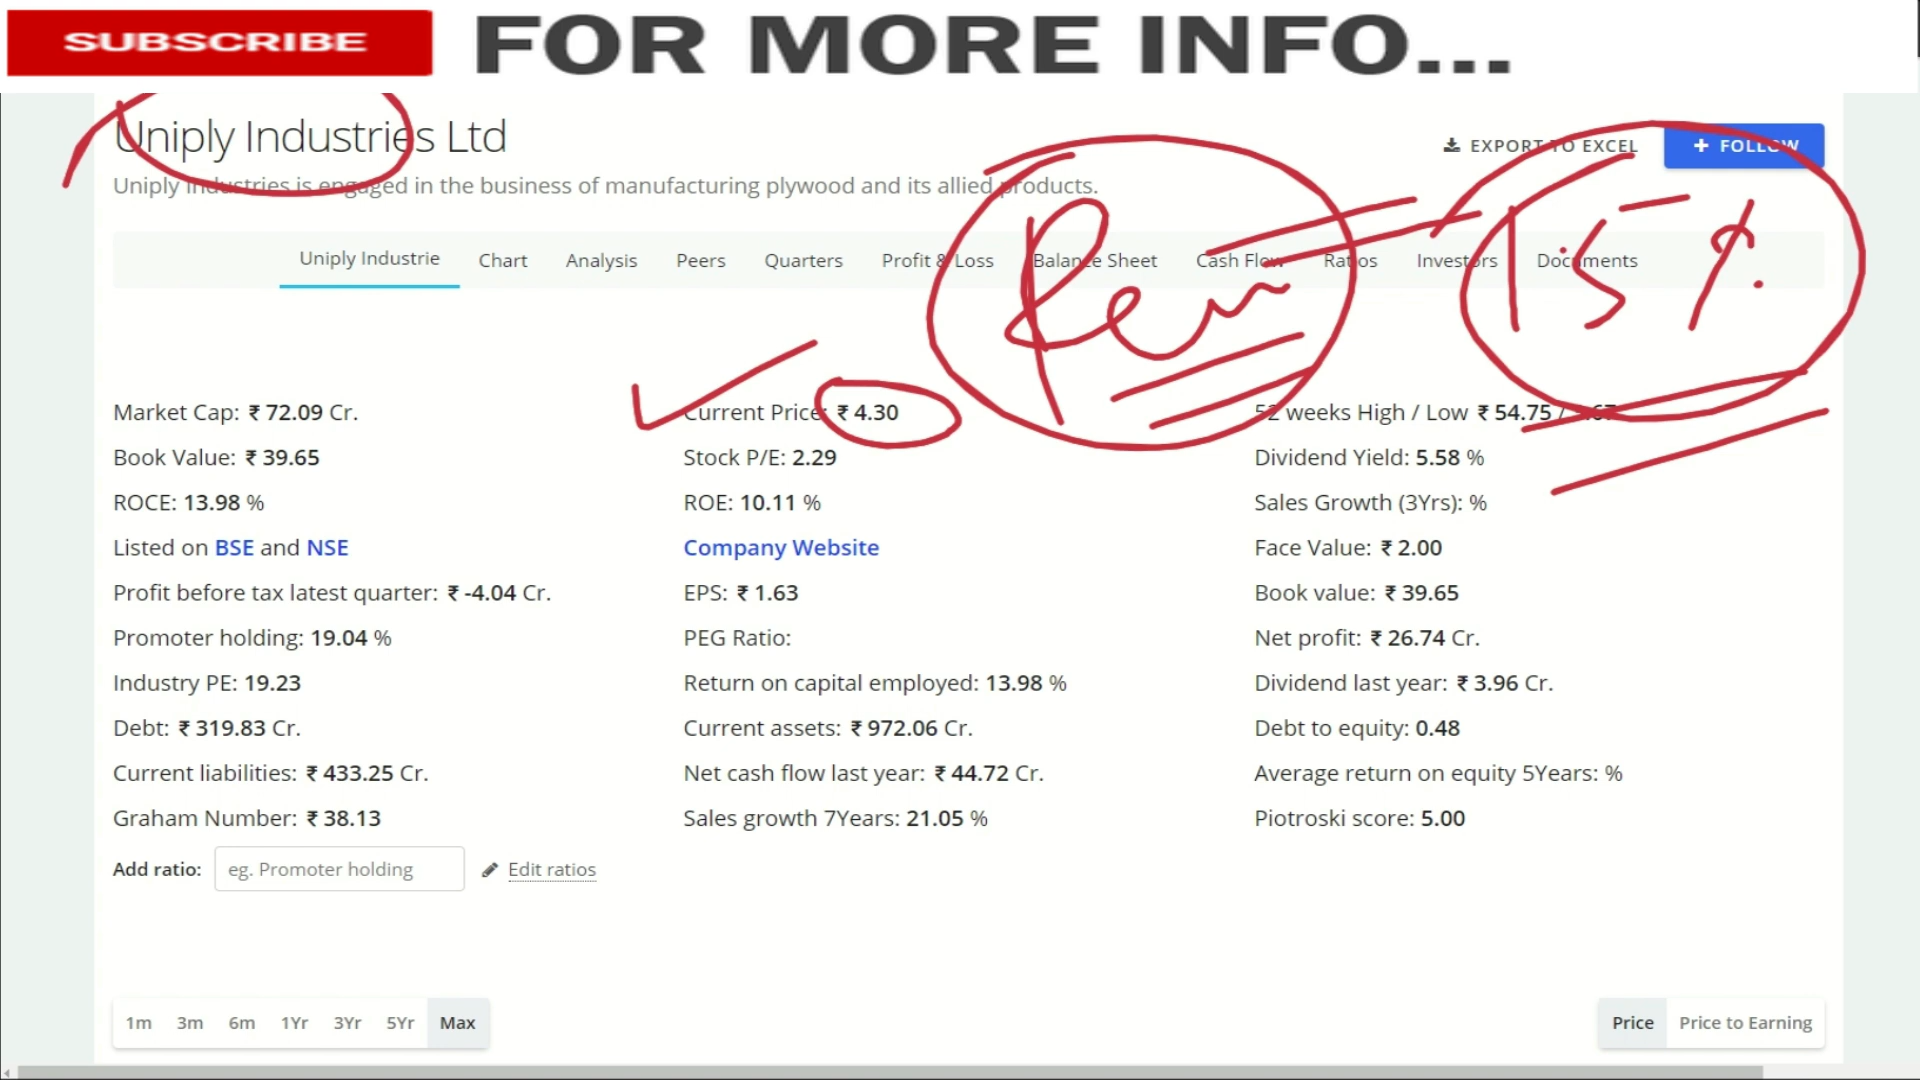 SUBSCRIBE FOR MORE INFO...
Uniply Industries Ltd
EXPORT TO EXCEL + FOLLOW
Uniply Industries is engaged in the business of manufacturing plywood and its allied products.
Uniply Industrie Chart Analysis Peers Quarters Profit & Loss Balance Sheet Cash Flow Ratios Investors Documents
15 %
Market Cap: ₹ 72.09 Cr. Current Price: ₹ 4.30 52 weeks High / Low ₹ 54.75 /
Book Value: ₹ 39.65 Stock P/E: 2.29 Dividend Yield: 5.58 %
ROCE: 13.98 % ROE: 10.11 % Sales Growth (3Yrs): %
Listed on BSE and NSE Company Website Face Value: ₹ 2.00
Profit before tax latest quarter: ₹ -4.04 Cr. EPS: ₹ 1.63 Book value: ₹ 39.65
Promoter holding: 19.04 % PEG Ratio: Net profit: ₹ 26.74 Cr.
Industry PE: 19.23 Return on capital employed: 13.98 % Dividend last year: ₹ 3.96 Cr.
Debt: ₹ 319.83 Cr. Current assets: ₹ 972.06 Cr. Debt to equity: 0.48
Current liabilities: ₹ 433.25 Cr. Net cash flow last year: ₹ 44.72 Cr. Average return on equity 5Years: %
Graham Number: ₹ 38.13 Sales growth 7Years: 21.05 % Piotroski score: 5.00
Add ratio: eg. Promoter holding Edit ratios
1m 3m 6m 1Yr 3Yr 5Yr Max Price Price to Earning